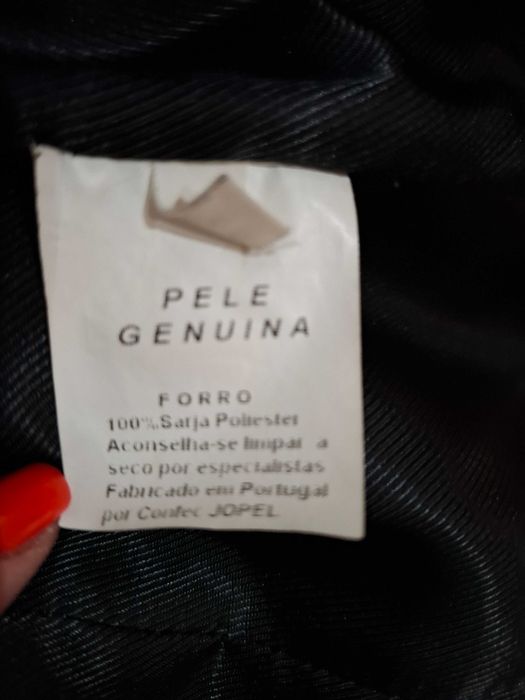 PELE
GENUINA
FORRO
100% Sarja Poliester
Aconselha-se limpar a
seco por especialistas
Fabricado em Portugal
por Confec JOPEL